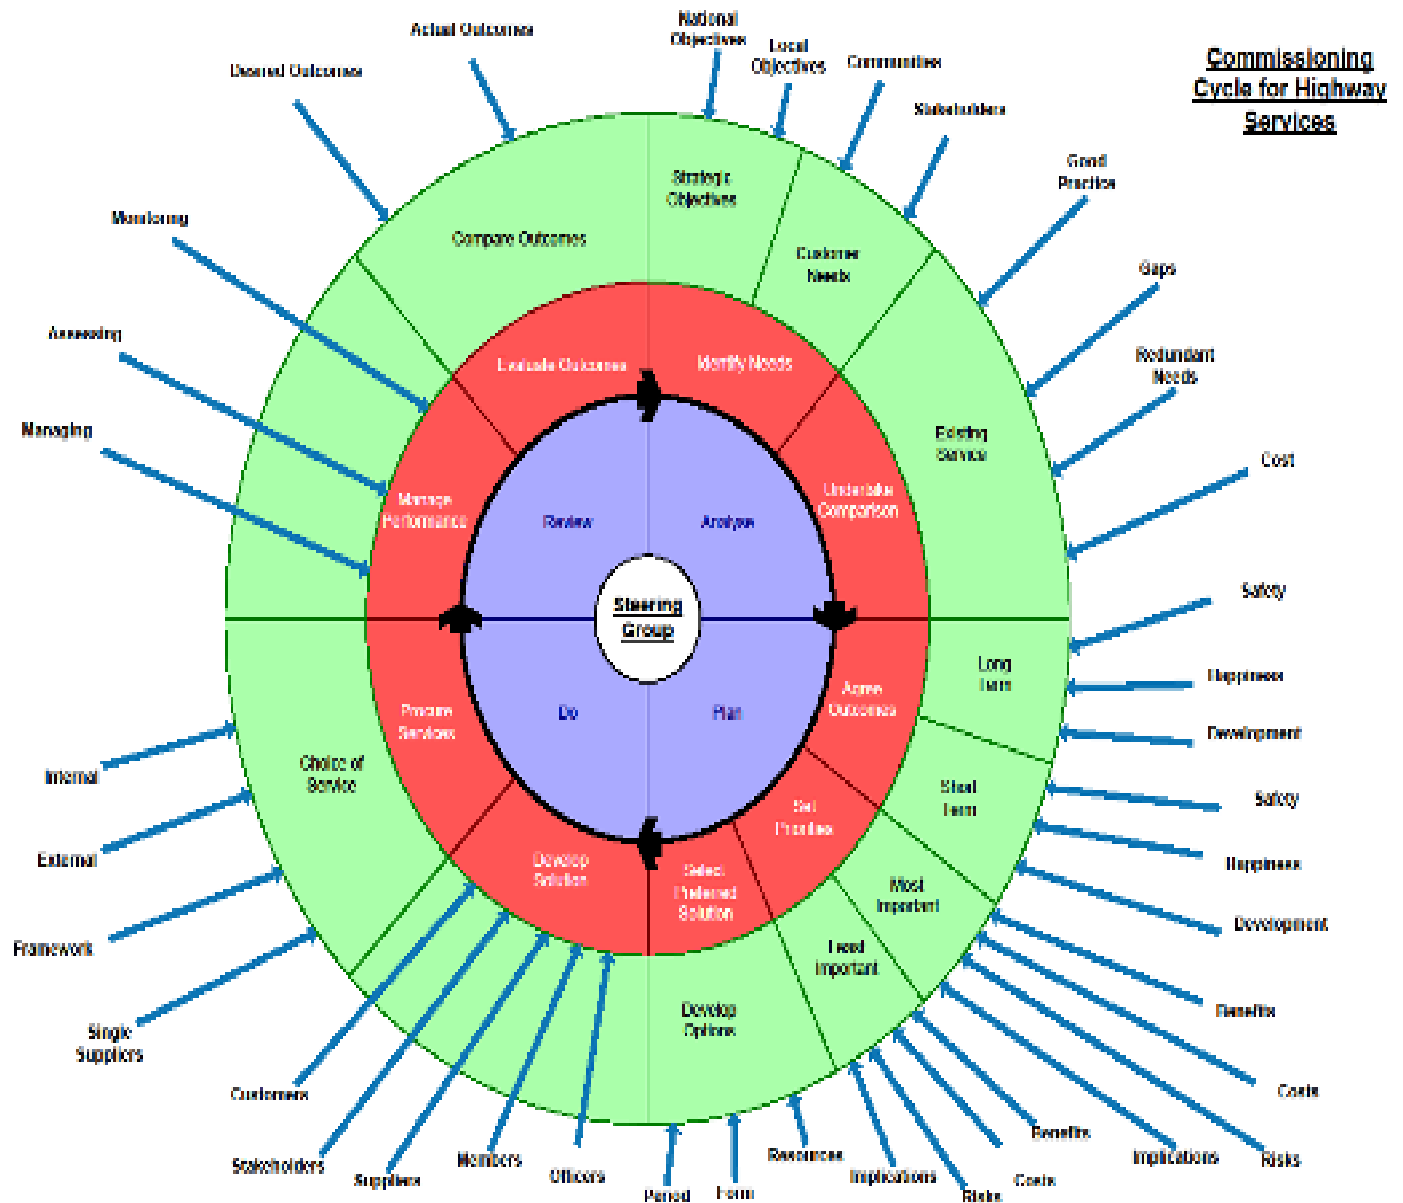 Commissioning
Cycle for Highway
Services
Actual Outcomes
Desired Outcomes
National
Objectives
Local
Objectives
Communities
Stakeholders
Good
Practice
Gaps
Redundant
Needs
Cost
Safety
Happiness
Development
Safety
Happiness
Development
Benefits
Costs
Risks
Implications
Benefits
Costs
Risks
Implications
Resources
Form
Period
Officers
Members
Suppliers
Stakeholders
Customers
Single
Suppliers
Framework
External
Internal
Managing
Assessing
Monitoring
Compare Outcomes
Strategic
Objectives
Customer
Needs
Existing
Service
Long
Term
Short
Term
Most
Important
Least
Important
Develop
Options
Choice of
Service
Evaluate Outcomes
Identify Needs
Undertake
Comparison
Agree
Outcomes
Set
Priorities
Select
Preferred
Solution
Develop
Solution
Procure
Services
Manage
Performance
Review
Analyse
Plan
Do
Steering
Group